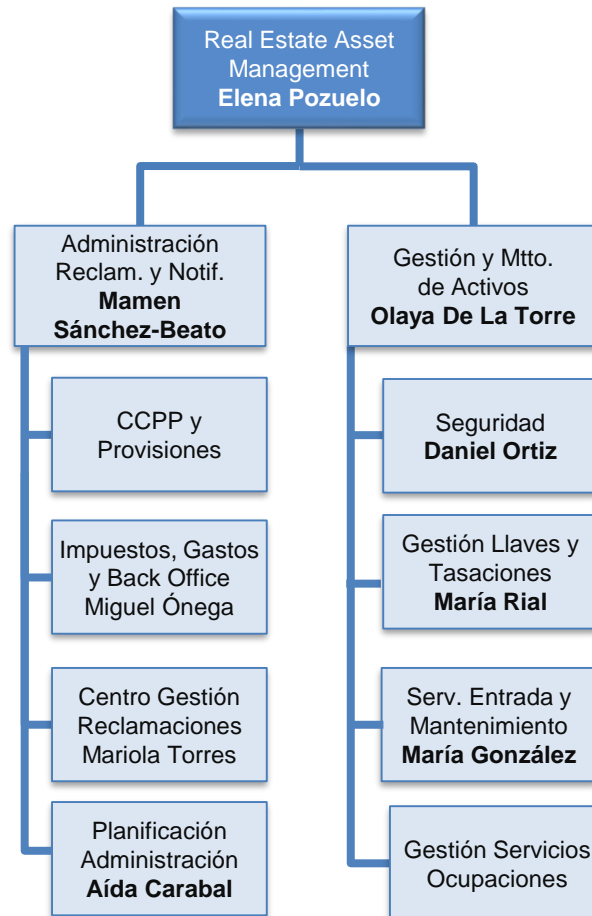 Real Estate Asset
Management
Elena Pozuelo
Administración
Reclam. y Notif.
Mamen
Sánchez-Beato
CCPP y
Provisiones
Impuestos, Gastos
y Back Office
Miguel Ónega
Centro Gestión
Reclamaciones
Mariola Torres
Planificación
Administración
Aída Carabal
Gestión y Mtto.
de Activos
Olaya De La Torre
Seguridad
Daniel Ortiz
Gestión Llaves y
Tasaciones
María Rial
Serv. Entrada y
Mantenimiento
María González
Gestión Servicios
Ocupaciones